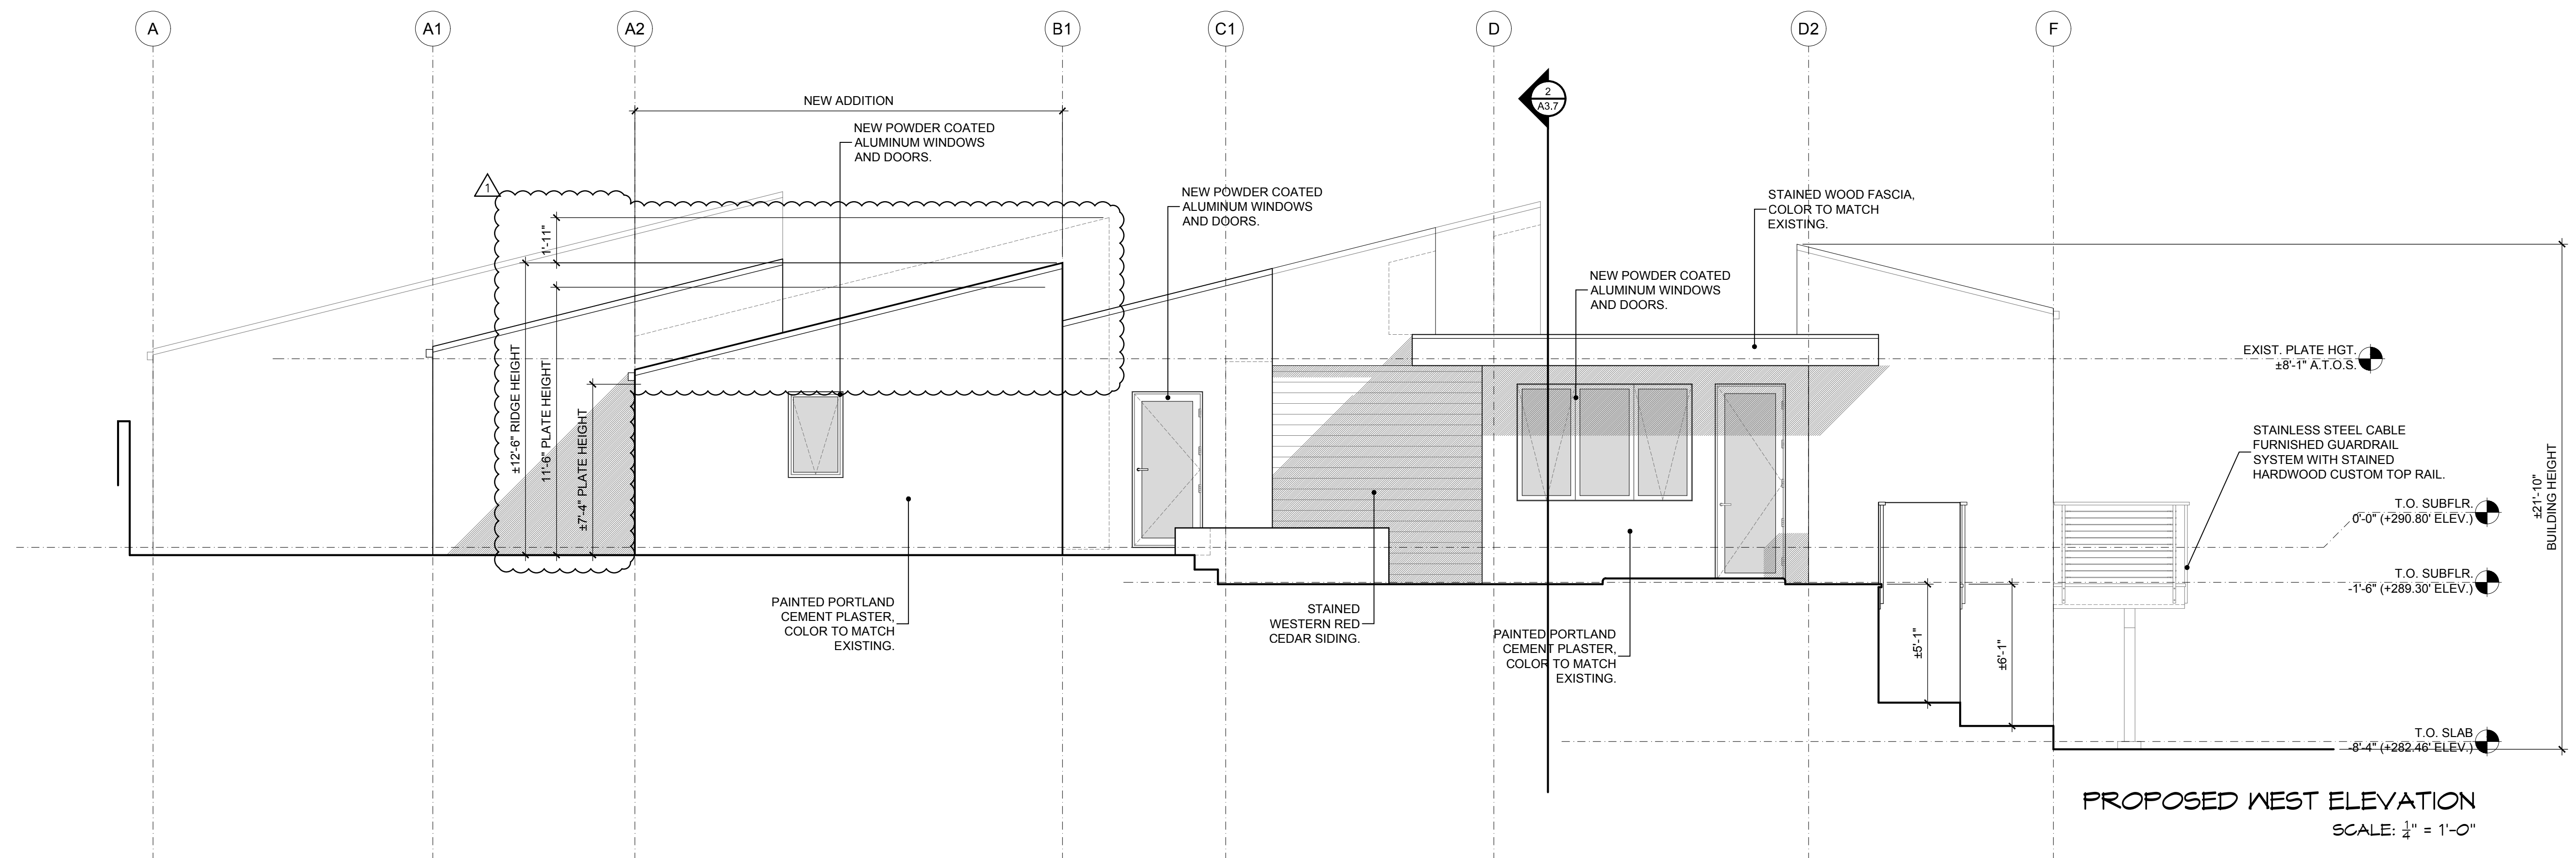 A
A1
A2
B1
C1
D
D2
F
2
A3.7
NEW ADDITION
NEW POWDER COATED
ALUMINUM WINDOWS
AND DOORS.
1
NEW POWDER COATED
ALUMINUM WINDOWS
AND DOORS.
STAINED WOOD FASCIA,
COLOR TO MATCH
EXISTING.
NEW POWDER COATED
ALUMINUM WINDOWS
AND DOORS.
1'-11"
±12'-6" RIDGE HEIGHT
11'-6" PLATE HEIGHT
±7'-4" PLATE HEIGHT
EXIST. PLATE HGT.
±8'-1" A.T.O.S.
STAINLESS STEEL CABLE
FURNISHED GUARDRAIL
SYSTEM WITH STAINED
HARDWOOD CUSTOM TOP RAIL.
±21'-10"
BUILDING HEIGHT
T.O. SUBFLR.
0'-0" (+290.80' ELEV.)
T.O. SUBFLR.
-1'-6" (+289.30' ELEV.)
PAINTED PORTLAND
CEMENT PLASTER,
COLOR TO MATCH
EXISTING.
STAINED
WESTERN RED
CEDAR SIDING.
PAINTED PORTLAND
CEMENT PLASTER,
COLOR TO MATCH
EXISTING.
±5'-1"
±6'-1"
T.O. SLAB
-8'-4" (+282.46' ELEV.)
PROPOSED WEST ELEVATION
SCALE: 1/4" = 1'-0"